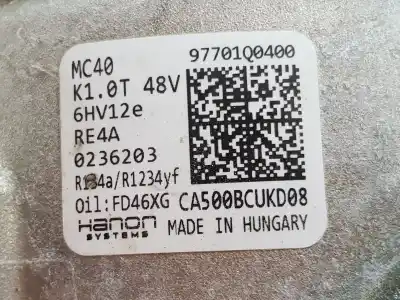 MC40 97701Q0400
K1.0T 48V
6HV12e
RE4A
0236203
R134a/R1234yf
Oil:FD46XG CA500BCUKD08
Hanon SYSTEMS MADE IN HUNGARY